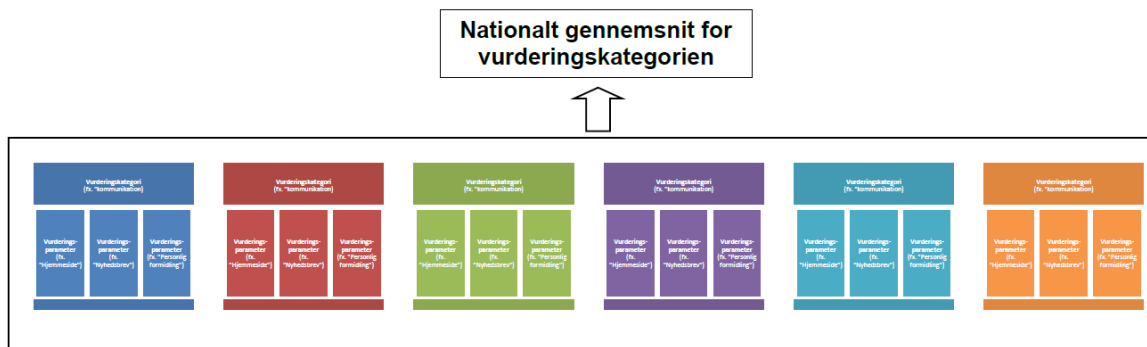 Nationalt gennemsnit for
vurderingskategorien
Vurderingskategori
(fx. "kommunikation)
Vurderings-
parameter
(fx.
"Hjemmeside")
Vurderings-
parameter
(fx.
"Nyhedsbrev")
Vurderings-
parameter
(fx. "Personlig
formidling")
Vurderingskategori
(fx. "kommunikation)
Vurderings-
parameter
(fx.
"Hjemmeside")
Vurderings-
parameter
(fx.
"Nyhedsbrev")
Vurderings-
parameter
(fx. "Personlig
formidling")
Vurderingskategori
(fx. "kommunikation)
Vurderings-
parameter
(fx.
"Hjemmeside")
Vurderings-
parameter
(fx.
"Nyhedsbrev")
Vurderings-
parameter
(fx. "Personlig
formidling")
Vurderingskategori
(fx. "kommunikation)
Vurderings-
parameter
(fx.
"Hjemmeside")
Vurderings-
parameter
(fx.
"Nyhedsbrev")
Vurderings-
parameter
(fx. "Personlig
formidling")
Vurderingskategori
(fx. "kommunikation)
Vurderings-
parameter
(fx.
"Hjemmeside")
Vurderings-
parameter
(fx.
"Nyhedsbrev")
Vurderings-
parameter
(fx. "Personlig
formidling")
Vurderingskategori
(fx. "kommunikation)
Vurderings-
parameter
(fx.
"Hjemmeside")
Vurderings-
parameter
(fx.
"Nyhedsbrev")
Vurderings-
parameter
(fx. "Personlig
formidling")